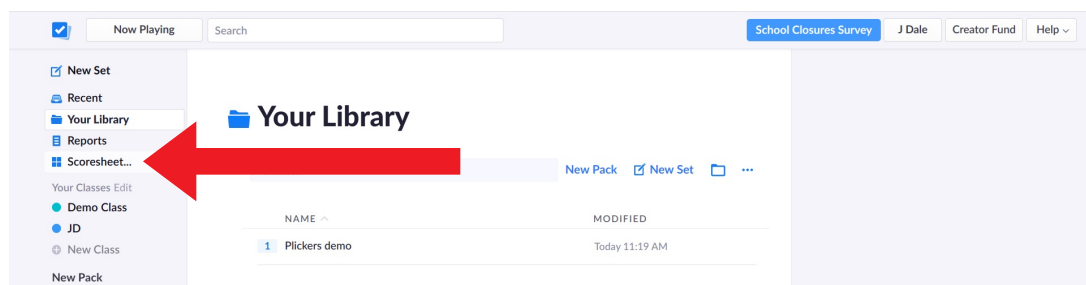 Now Playing
Search
School Closures Survey
J Dale
Creator Fund
Help
New Set
Recent
Your Library
Reports
Scoresheet...
Your Classes Edit
Demo Class
JD
New Class
New Pack
Your Library
New Pack
New Set
...
NAME
MODIFIED
1 Plickers demo
Today 11:19 AM